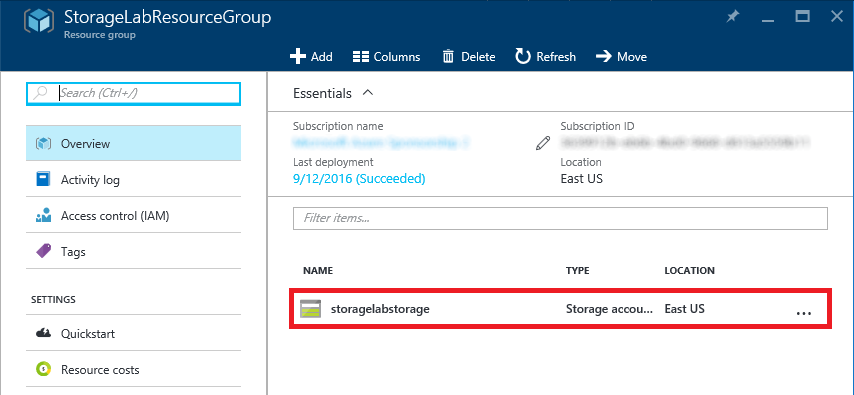 StorageLabResourceGroup
Resource group
Add Columns Delete Refresh Move
Search (Ctrl+/)
Overview
Activity log
Access control (IAM)
Tags
SETTINGS
Quickstart
Resource costs
Essentials
Subscription name Subscription ID
Last deployment Location
9/12/2016 (Succeeded) East US
Filter items...
NAME TYPE LOCATION
storagelabstorage Storage accou... East US ...